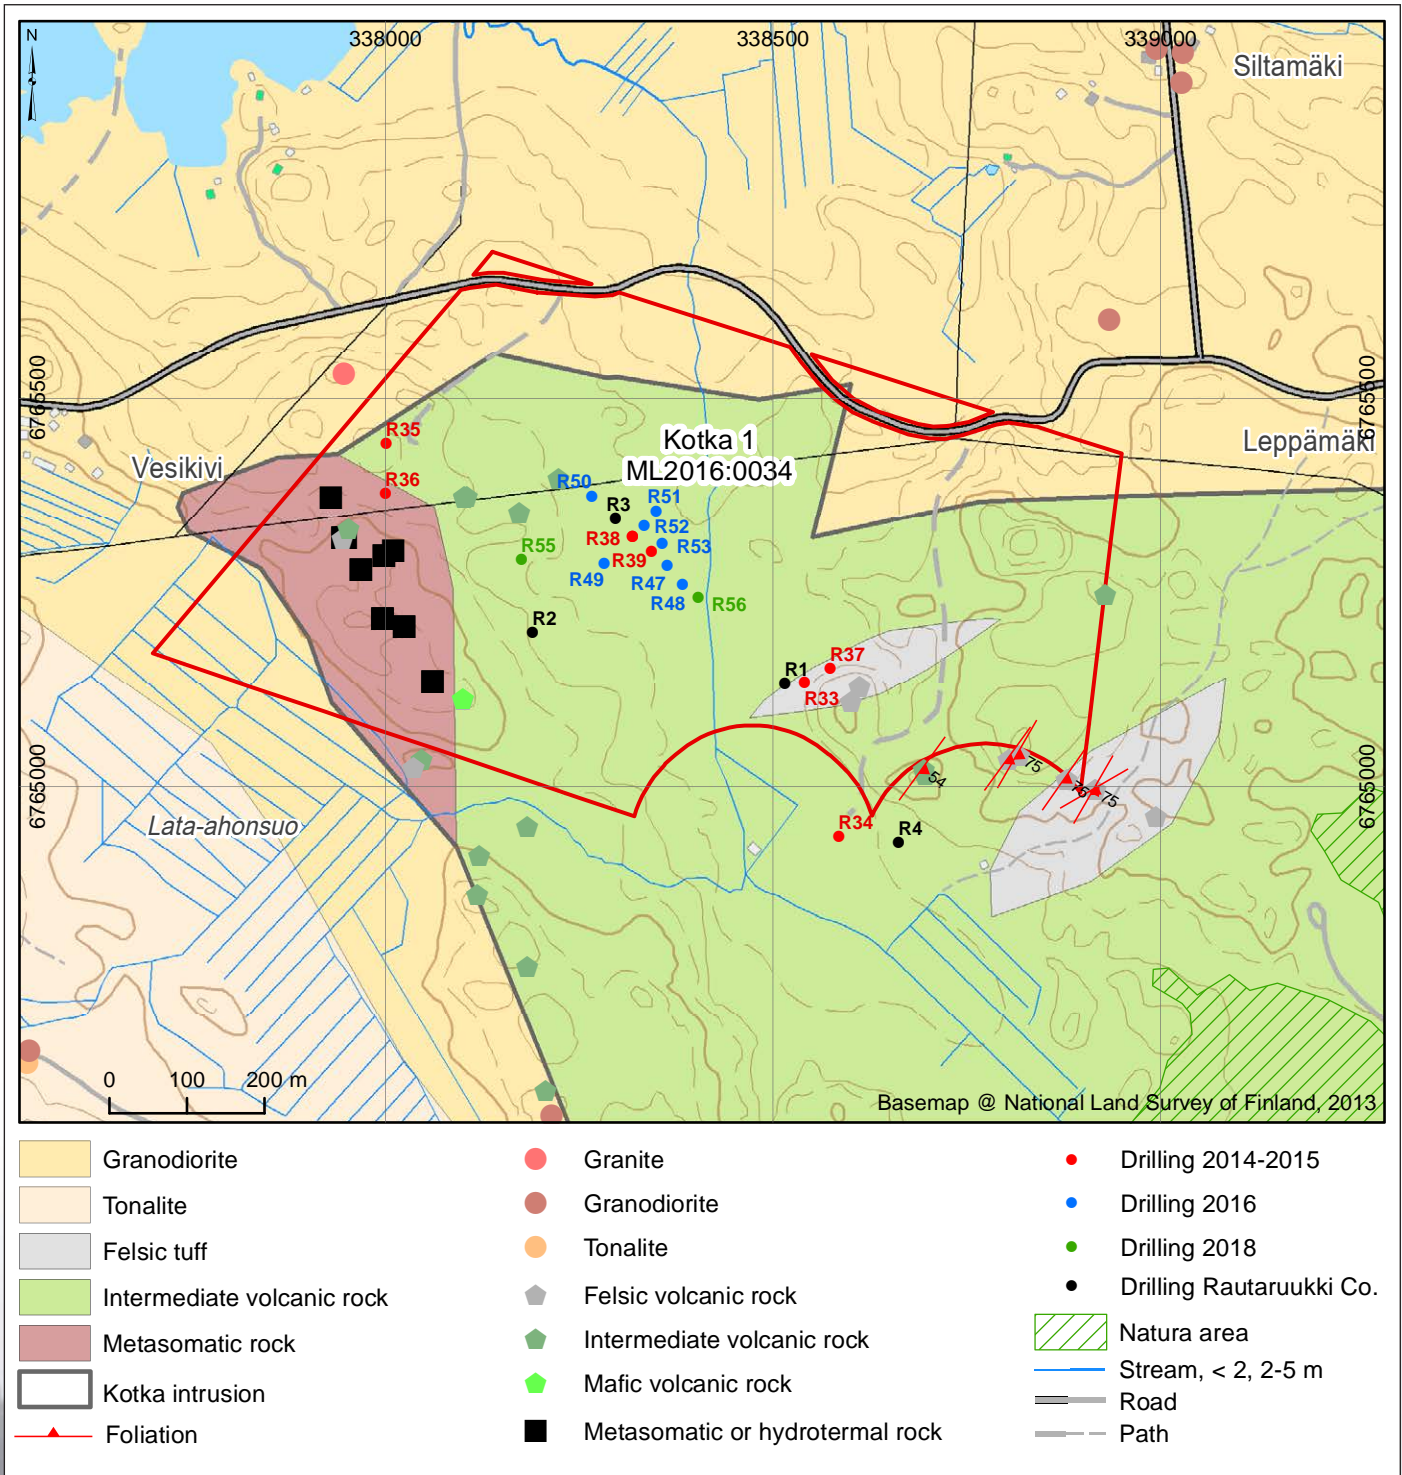 N
338000
338500
339000
Siltamäki
6765500
6765500
R35
Kotka 1
ML2016:0034
Leppämäki
Vesikivi
R36
R50
R51
R3
R52
R38
R53
R55
R39
R49
R47
R48
R56
R2
R37
R1
R33
75
54
75
75
6765000
6765000
Lata-ahonsuo
R34
R4
0 100 200 m
Basemap @ National Land Survey of Finland, 2013
Granodiorite
Tonalite
Felsic tuff
Intermediate volcanic rock
Metasomatic rock
Kotka intrusion
Foliation
Granite
Granodiorite
Tonalite
Felsic volcanic rock
Intermediate volcanic rock
Mafic volcanic rock
Metasomatic or hydrotermal rock
Drilling 2014-2015
Drilling 2016
Drilling 2018
Drilling Rautaruukki Co.
Natura area
Stream, < 2, 2-5 m
Road
Path